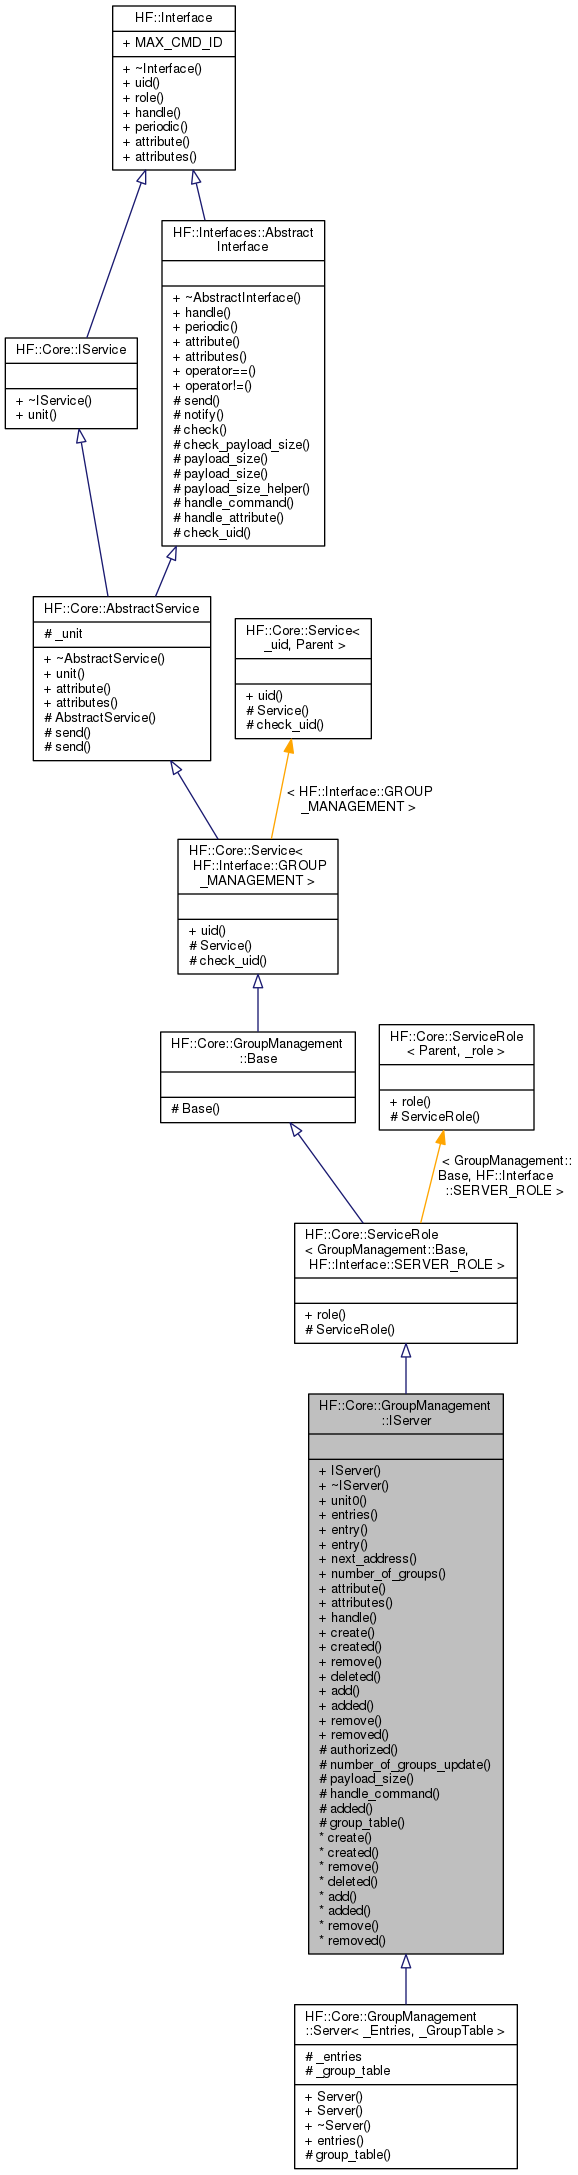 HF::Interface
+ MAX_CMD_ID
+ ~Interface()
+ uid()
+ role()
+ handle()
+ periodic()
+ attribute()
+ attributes()
HF::Interfaces::Abstract
Interface
+ ~AbstractInterface()
+ handle()
+ periodic()
+ attribute()
+ attributes()
+ operator==()
+ operator!=()
# send()
# notify()
# check()
# check_payload_size()
# payload_size()
# payload_size()
# payload_size_helper()
# handle_command()
# handle_attribute()
# check_uid()
HF::Core::IService
+ ~IService()
+ unit()
HF::Core::AbstractService
# _unit
+ ~AbstractService()
+ unit()
+ attribute()
+ attributes()
# AbstractService()
# send()
# send()
HF::Core::Service<
_uid, Parent >
+ uid()
# Service()
# check_uid()
< HF::Interface::GROUP
_MANAGEMENT >
HF::Core::Service<
HF::Interface::GROUP
_MANAGEMENT >
+ uid()
# Service()
# check_uid()
HF::Core::GroupManagement
::Base
# Base()
HF::Core::ServiceRole
< Parent, _role >
+ role()
# ServiceRole()
< GroupManagement::
Base, HF::Interface
::SERVER_ROLE >
HF::Core::ServiceRole
< GroupManagement::Base,
HF::Interface::SERVER_ROLE >
+ role()
# ServiceRole()
HF::Core::GroupManagement
::IServer
+ IServer()
+ ~IServer()
+ unit0()
+ entries()
+ entry()
+ entry()
+ next_address()
+ number_of_groups()
+ attribute()
+ attributes()
+ handle()
+ create()
+ created()
+ remove()
+ deleted()
+ add()
+ added()
+ remove()
+ removed()
# authorized()
# number_of_groups_update()
# payload_size()
# handle_command()
# added()
# group_table()
* create()
* created()
* remove()
* deleted()
* add()
* added()
* remove()
* removed()
HF::Core::GroupManagement
::Server< _Entries, _GroupTable >
# _entries
# _group_table
+ Server()
+ Server()
+ ~Server()
+ entries()
# group_table()